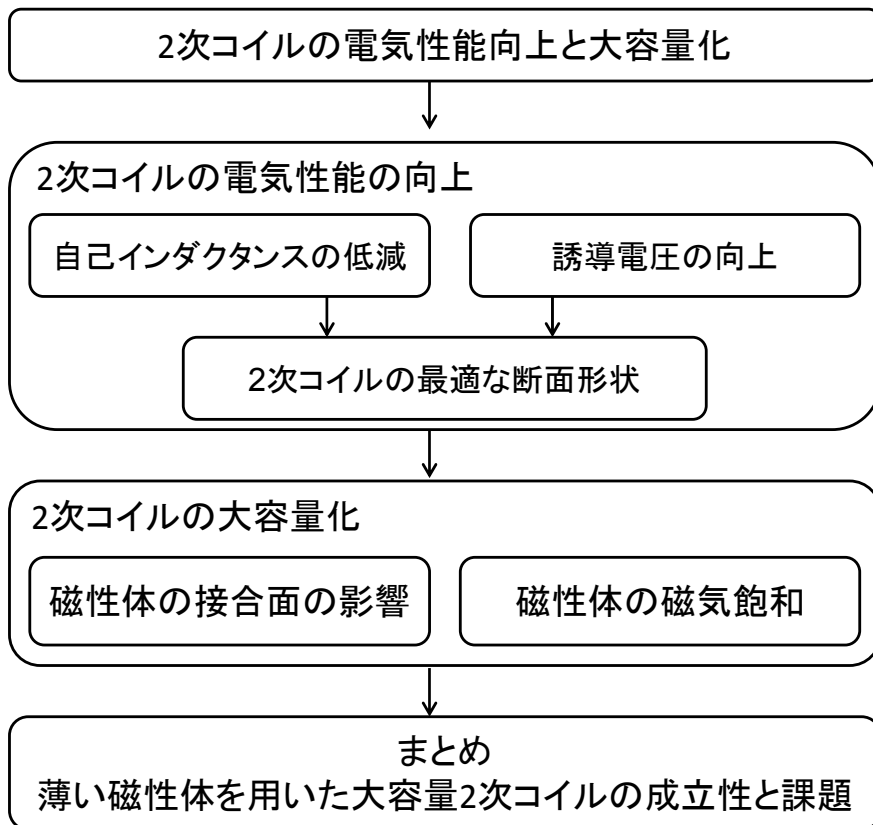 2次コイルの電気性能向上と大容量化
2次コイルの電気性能の向上
自己インダクタンスの低減
誘導電圧の向上
2次コイルの最適な断面形状
2次コイルの大容量化
磁性体の接合面の影響
磁性体の磁気飽和
まとめ
薄い磁性体を用いた大容量2次コイルの成立性と課題